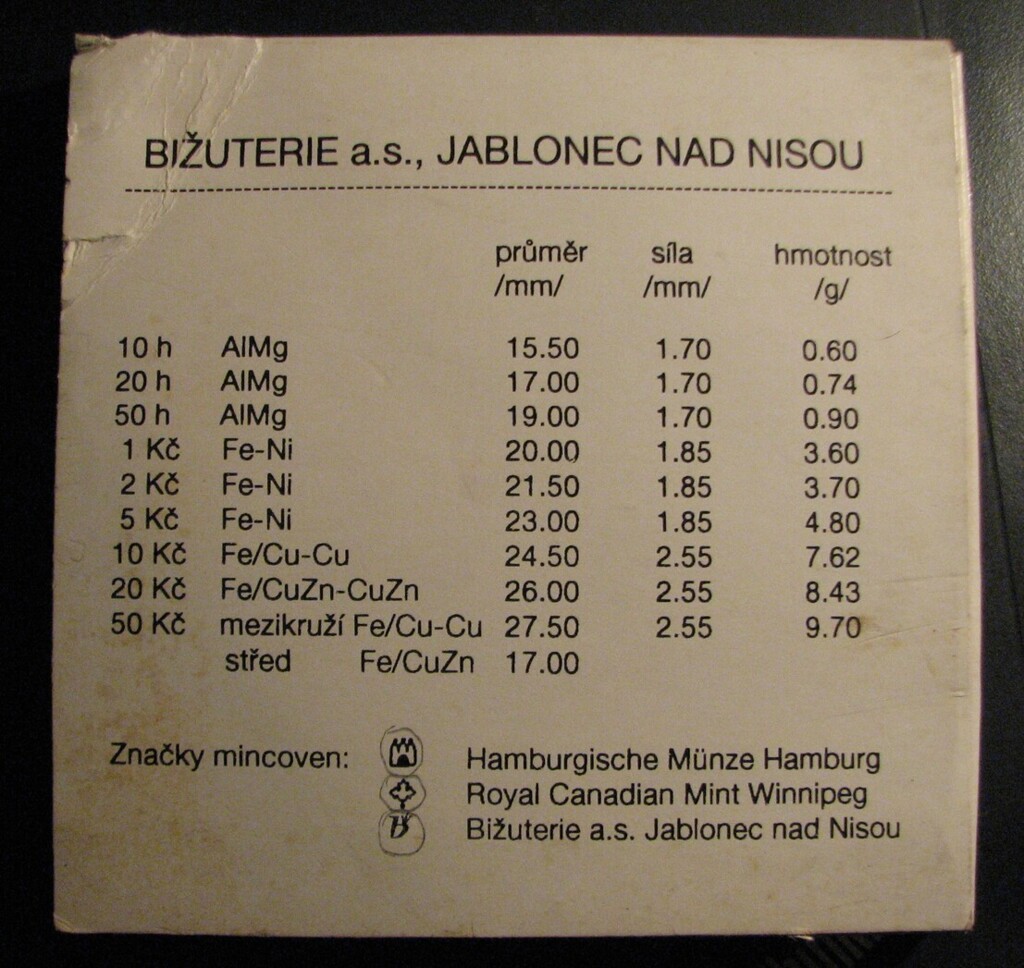 BIŽUTERIE a.s., JABLONEC NAD NISOU
průměr síla hmotnost
/mm/ /mm/ /g/
10 h AlMg 15.50 1.70 0.60
20 h AlMg 17.00 1.70 0.74
50 h AlMg 19.00 1.70 0.90
1 Kč Fe-Ni 20.00 1.85 3.60
2 Kč Fe-Ni 21.50 1.85 3.70
5 Kč Fe-Ni 23.00 1.85 4.80
10 Kč Fe/Cu-Cu 24.50 2.55 7.62
20 Kč Fe/CuZn-CuZn 26.00 2.55 8.43
50 Kč mezikruží Fe/Cu-Cu 27.50 2.55 9.70
střed Fe/CuZn 17.00
Značky mincoven: Hamburgische Münze Hamburg
Royal Canadian Mint Winnipeg
B Bižuterie a.s. Jablonec nad Nisou